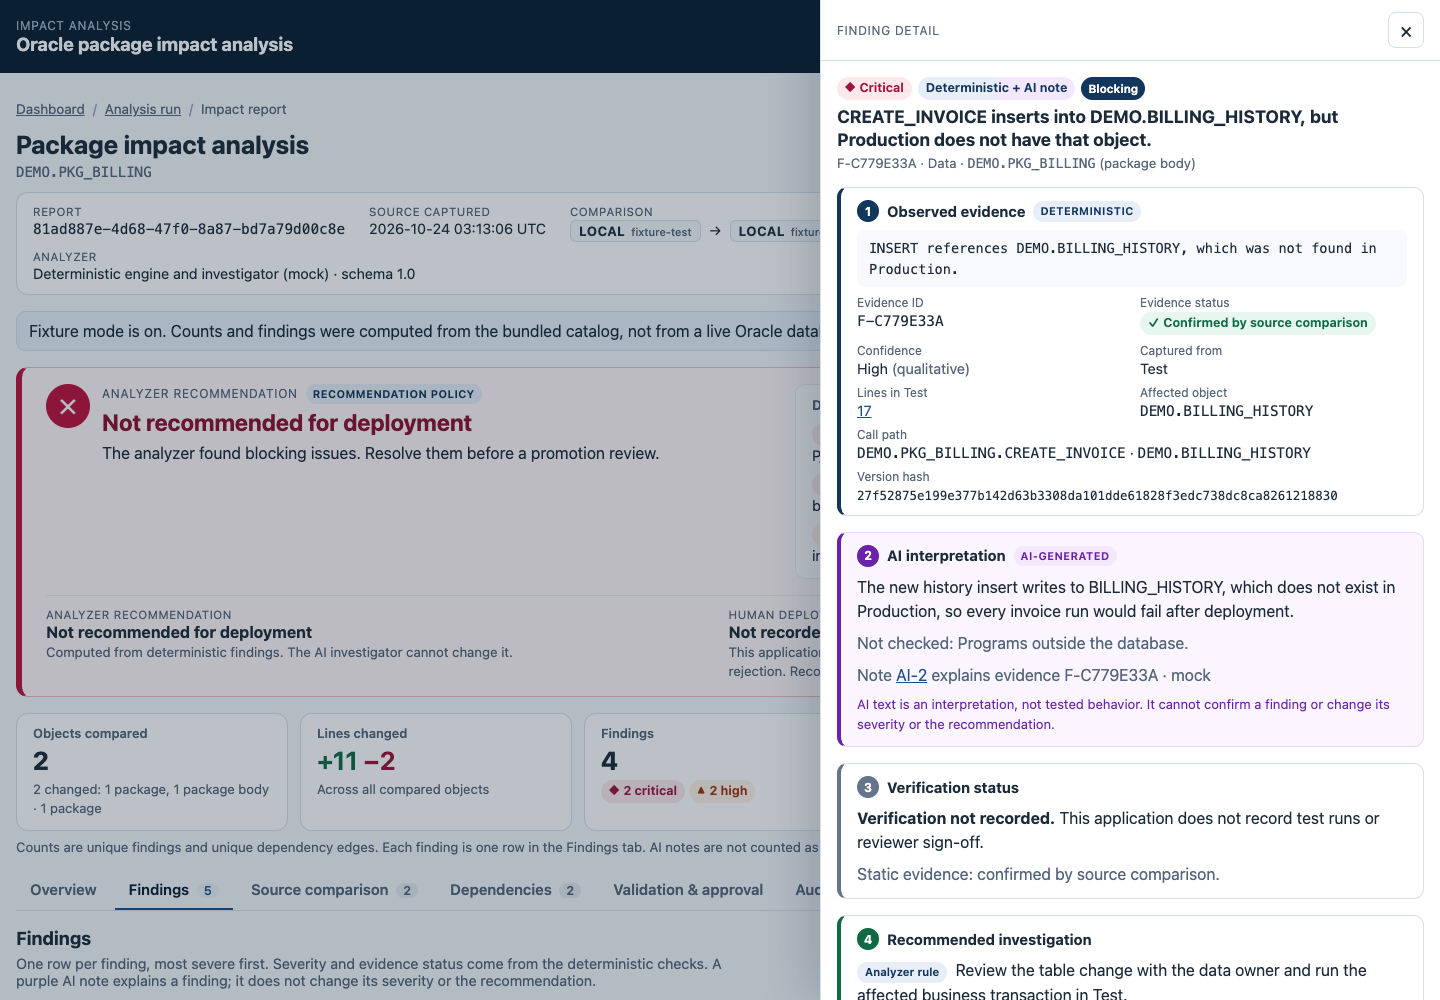 IMPACT ANALYSIS
Oracle package impact analysis
Dashboard / Analysis run / Impact report
Package impact analysis
DEMO.PKG_BILLING
REPORT
81ad887e-4d68-47f0-8a87-bd7a79d00c8e
SOURCE CAPTURED
2026-10-24 03:13:06 UTC
COMPARISON
LOCAL fixture-test → LOCAL
ANALYZER
Deterministic engine and investigator (mock) · schema 1.0
Fixture mode is on. Counts and findings were computed from the bundled catalog, not from a live Oracle
ANALYZER RECOMMENDATION RECOMMENDATION POLICY
Not recommended for deployment
The analyzer found blocking issues. Resolve them before a promotion review.
ANALYZER RECOMMENDATION
Not recommended for deployment
Computed from deterministic findings. The AI investigator cannot change it.
HUMAN
Not
This
rejection.
Objects compared
2
2 changed: 1 package, 1 package body
· 1 package
Lines changed
+11 −2
Across all compared objects
Findings
4
◆ 2 critical ▲ 2 high
Counts are unique findings and unique dependency edges. Each finding is one row in the Findings tab. AI notes are not counted as
Overview
Findings 5
Source comparison 2
Dependencies 2
Validation & approval
Findings
One row per finding, most severe first. Severity and evidence status come from the deterministic checks. A
purple AI note explains a finding; it does not change its severity or the recommendation.
FINDING DETAIL
×
◆ Critical Deterministic + AI note Blocking
CREATE_INVOICE inserts into DEMO.BILLING_HISTORY, but
Production does not have that object.
F-C779E33A · Data · DEMO.PKG_BILLING (package body)
1 Observed evidence DETERMINISTIC
INSERT references DEMO.BILLING_HISTORY, which was not found in
Production.
Evidence ID
F-C779E33A
Evidence status
✓ Confirmed by source comparison
Confidence
High (qualitative)
Captured from
Test
Lines in Test
17
Affected object
DEMO.BILLING_HISTORY
Call path
DEMO.PKG_BILLING.CREATE_INVOICE · DEMO.BILLING_HISTORY
Version hash
27f52875e199e377b142d63b3308da101dde61828f3edc738dc8ca8261218830
2 AI interpretation AI-GENERATED
The new history insert writes to BILLING_HISTORY, which does not exist in
Production, so every invoice run would fail after deployment.
Not checked: Programs outside the database.
Note AI-2 explains evidence F-C779E33A · mock
AI text is an interpretation, not tested behavior. It cannot confirm a finding or change its
severity or the recommendation.
3 Verification status
Verification not recorded. This application does not record test runs or
reviewer sign-off.
Static evidence: confirmed by source comparison.
4 Recommended investigation
Analyzer rule Review the table change with the data owner and run the
affected business transaction in Test.